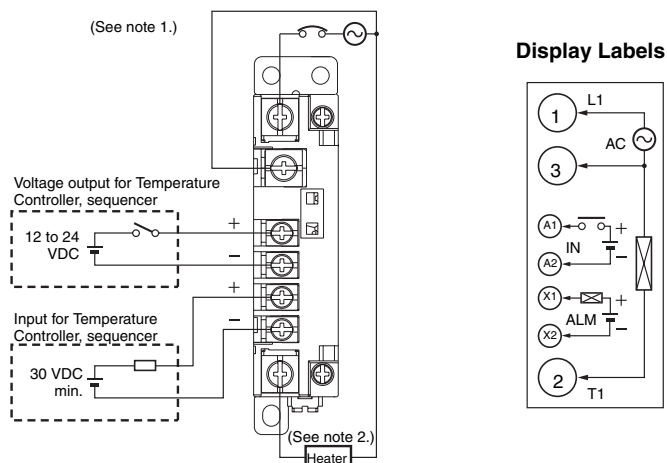 (See note 1.)
Voltage output for Temperature
Controller, sequencer
12 to 24
VDC
+
−
+
−
Input for Temperature
Controller, sequencer
30 VDC
min.
(See note 2.)
Heater
Display Labels
1
L1
AC
3
A1
+
IN
A2
−
X1
+
ALM
X2
−
2
T1